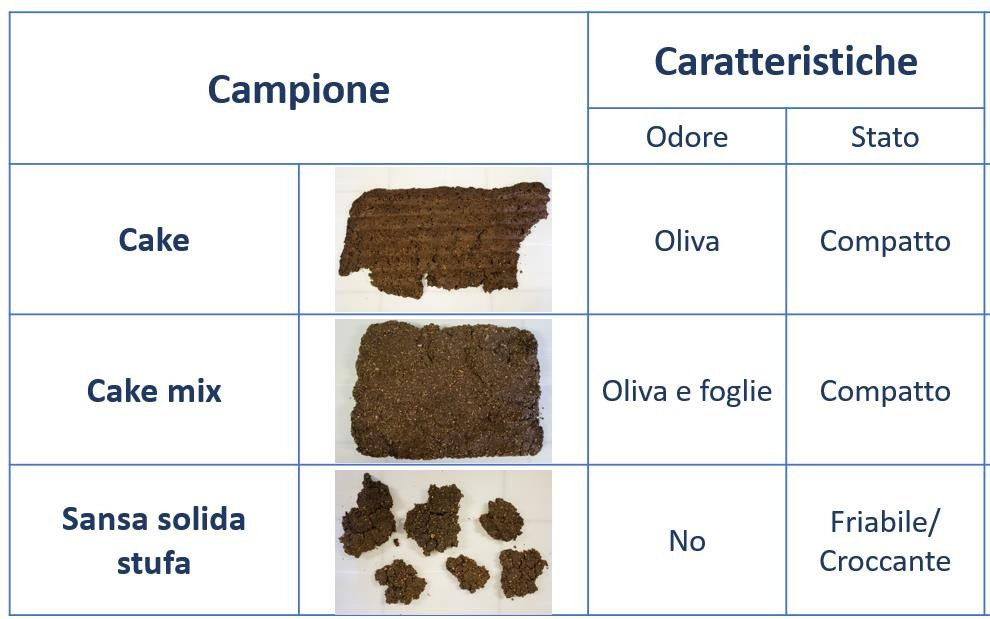 Campione
Caratteristiche
Odore
Stato
Cake
Oliva
Compatto
Cake mix
Oliva e foglie
Compatto
Sansa solida
stufa
No
Friabile/
Croccante